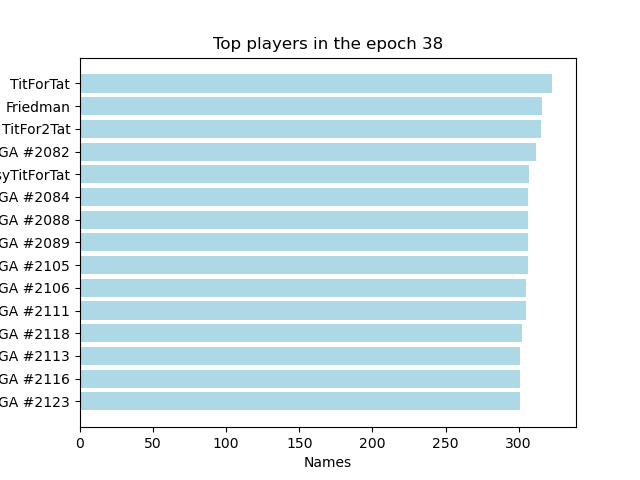 Top players in the epoch 38
TitForTat
Friedman
TitFor2Tat
GA #2082
syTitForTat
GA #2084
GA #2088
GA #2089
GA #2105
GA #2106
GA #2111
GA #2118
GA #2113
GA #2116
GA #2123
0 50 100 150 200 250 300
Names